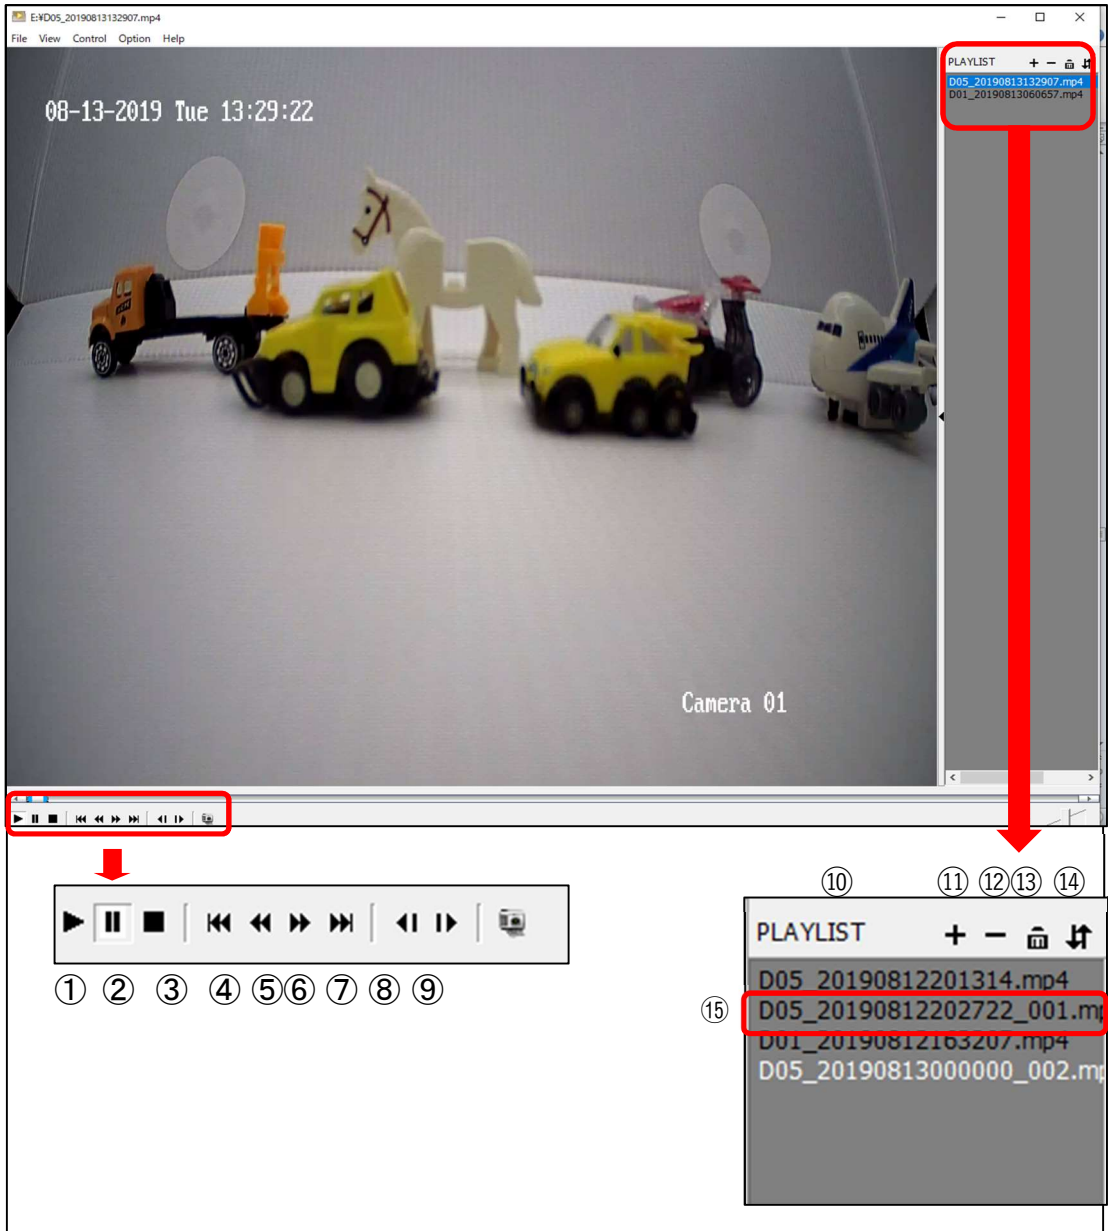 E:¥D05_20190813132907.mp4
File View Control Option Help
PLAYLIST
D05_20190813132907.mp4
D01_20190813060657.mp4
08-13-2019 Tue 13:29:22
Camera 01
① ② ③ ④ ⑤ ⑥ ⑦ ⑧ ⑨
⑩ ⑪ ⑫ ⑬ ⑭
PLAYLIST
D05_20190812201314.mp4
⑮ D05_20190812202722_001.mp
D01_20190812163207.mp4
D05_20190813000000_002.mp